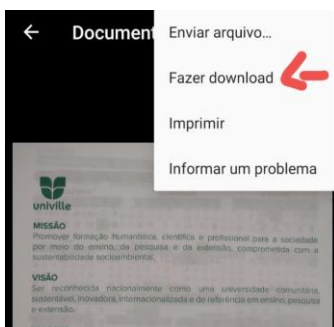 ← Document
Enviar arquivo...
Fazer download
Imprimir
Informar um problema
univille
MISSÃO
Promover formação humanística, científica e profissional para a sociedade
por meio do ensino, da pesquisa e da extensão, comprometida com a
sustentabilidade socioambiental.
VISÃO
Ser reconhecida nacionalmente como uma universidade comunitária,
sustentável, inovadora, internacionalizada e de referência em ensino, pesquisa
e extensão.